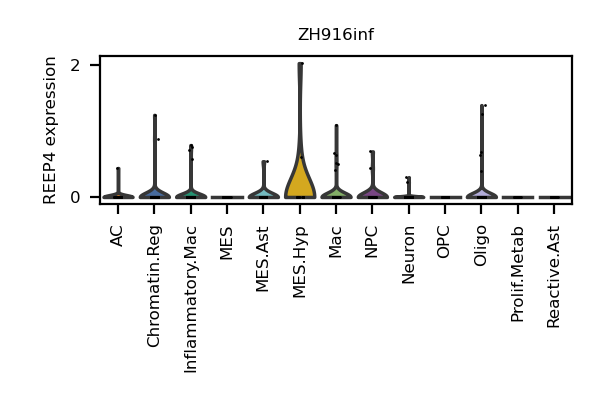 ZH916inf
REEP4 expression
2
0
AC
Chromatin.Reg
Inflammatory.Mac
MES
MES.Ast
MES.Hyp
Mac
NPC
Neuron
OPC
Oligo
Prolif.Metab
Reactive.Ast